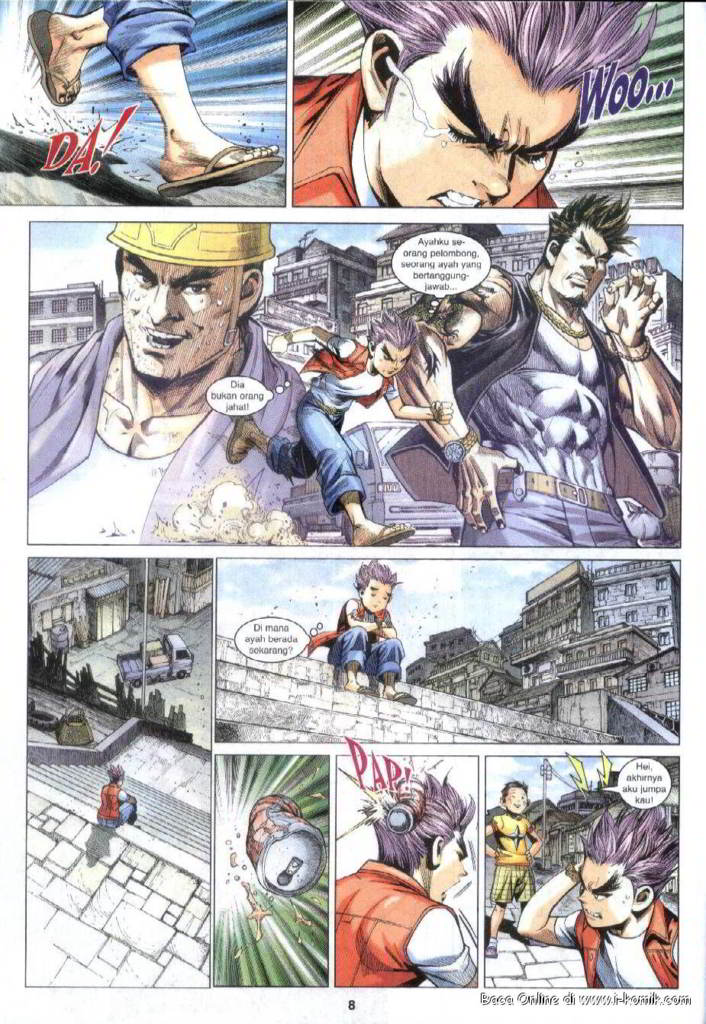 DA!
WOO...
Ayahku se-
orang pelombong,
seorang ayah yang
bertanggung-
jawab...
Dia
bukan orang
jahat!
Di mana
ayah berada
sekarang?
PAP!
Hei,
akhirnya
aku jumpa
kau!
8
Baca Online di www.i-komik.com